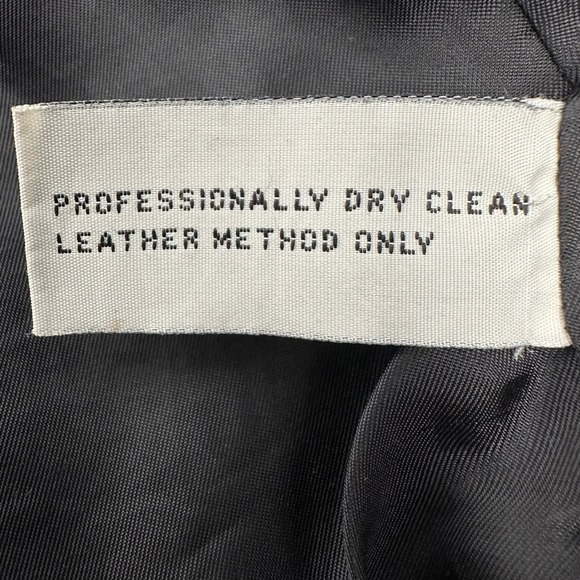 PROFESSIONALLY DRY CLEAN
LEATHER METHOD ONLY